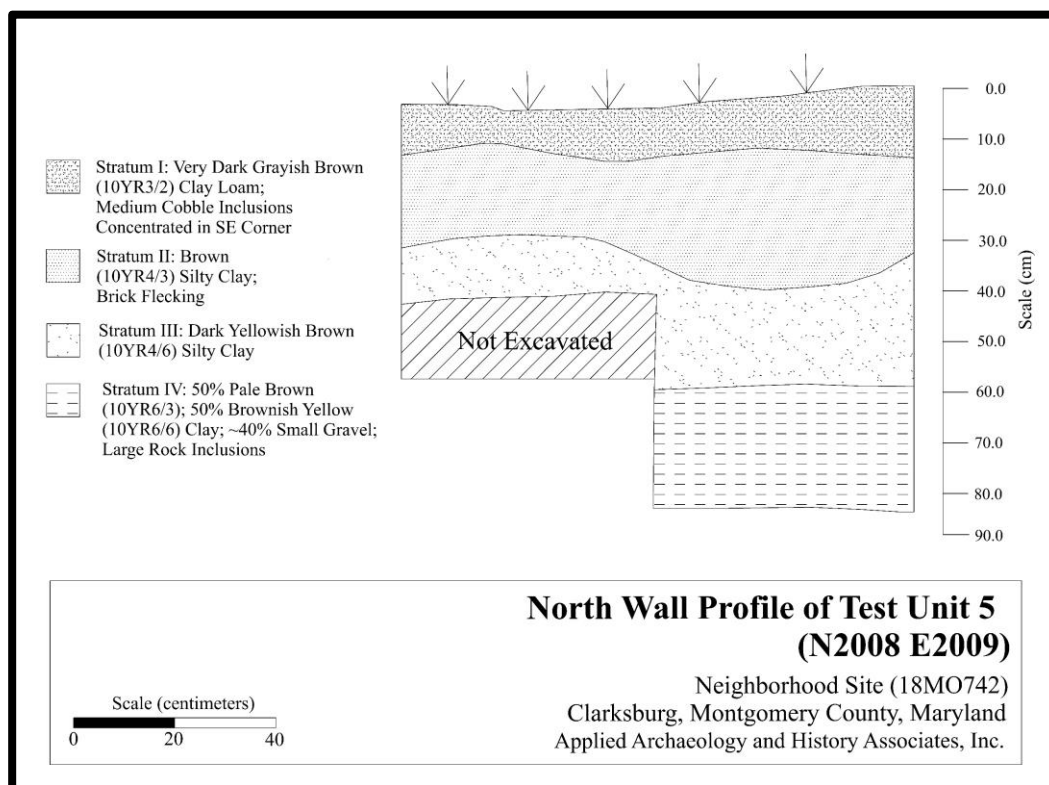 0.0
10.0
20.0
30.0
40.0
50.0
60.0
70.0
80.0
90.0
Scale (cm)
Stratum I: Very Dark Grayish Brown
(10YR3/2) Clay Loam;
Medium Cobble Inclusions
Concentrated in SE Corner
Stratum II: Brown
(10YR4/3) Silty Clay;
Brick Flecking
Stratum III: Dark Yellowish Brown
(10YR4/6) Silty Clay
Stratum IV: 50% Pale Brown
(10YR6/3); 50% Brownish Yellow
(10YR6/6) Clay; ~40% Small Gravel;
Large Rock Inclusions
Not Excavated
North Wall Profile of Test Unit 5
(N2008 E2009)
Neighborhood Site (18MO742)
Clarksburg, Montgomery County, Maryland
Applied Archaeology and History Associates, Inc.
Scale (centimeters)
0 20 40